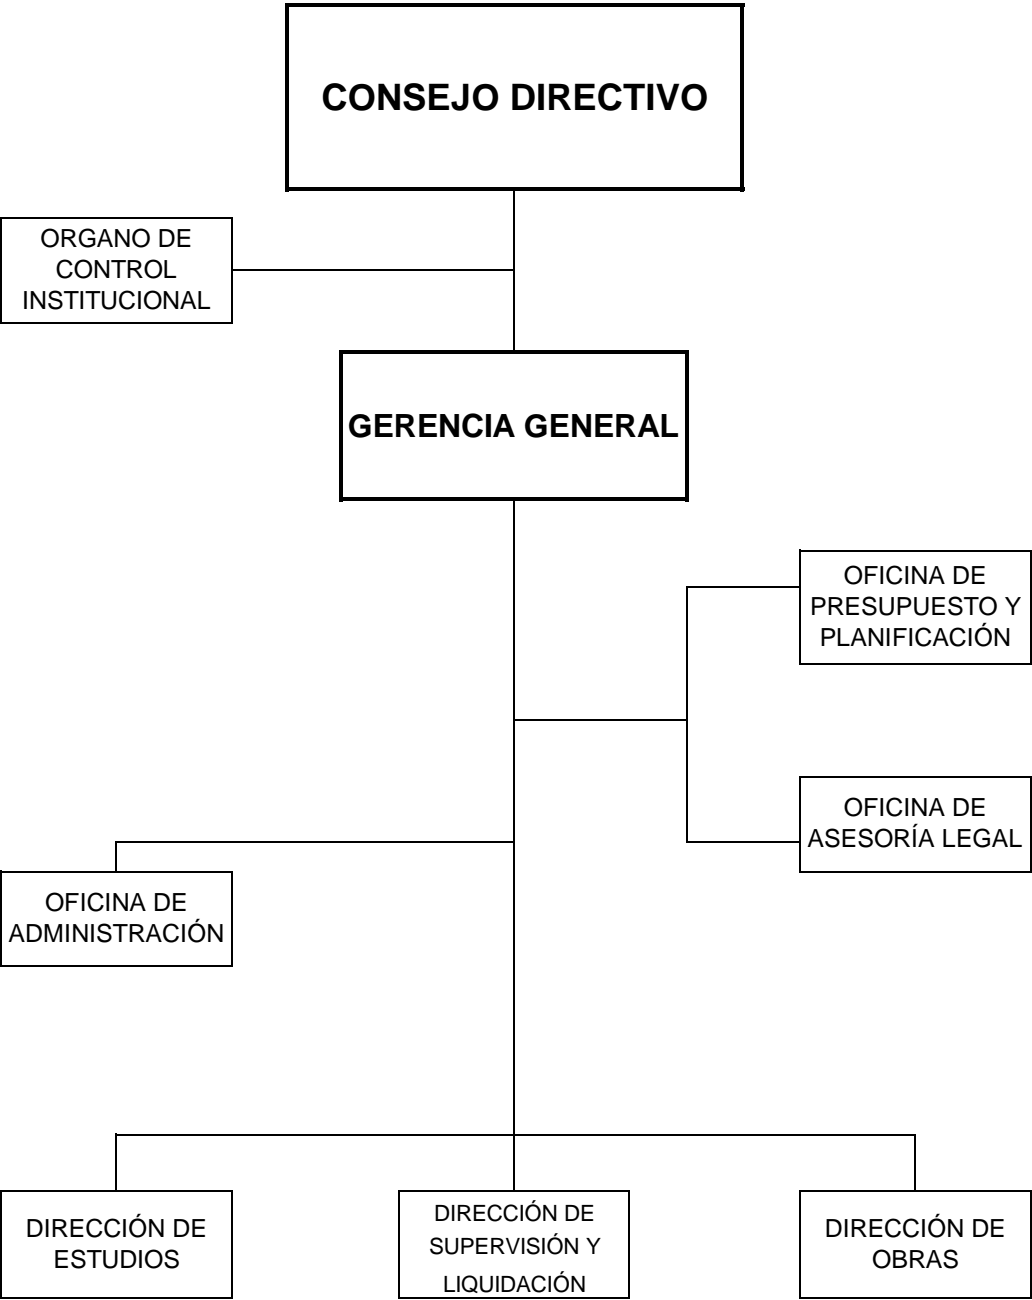 CONSEJO DIRECTIVO
ORGANO DE
CONTROL
INSTITUCIONAL
GERENCIA GENERAL
OFICINA DE
PRESUPUESTO Y
PLANIFICACIÓN
OFICINA DE
ASESORÍA LEGAL
OFICINA DE
ADMINISTRACIÓN
DIRECCIÓN DE
ESTUDIOS
DIRECCIÓN DE
SUPERVISIÓN Y
LIQUIDACIÓN
DIRECCIÓN DE
OBRAS